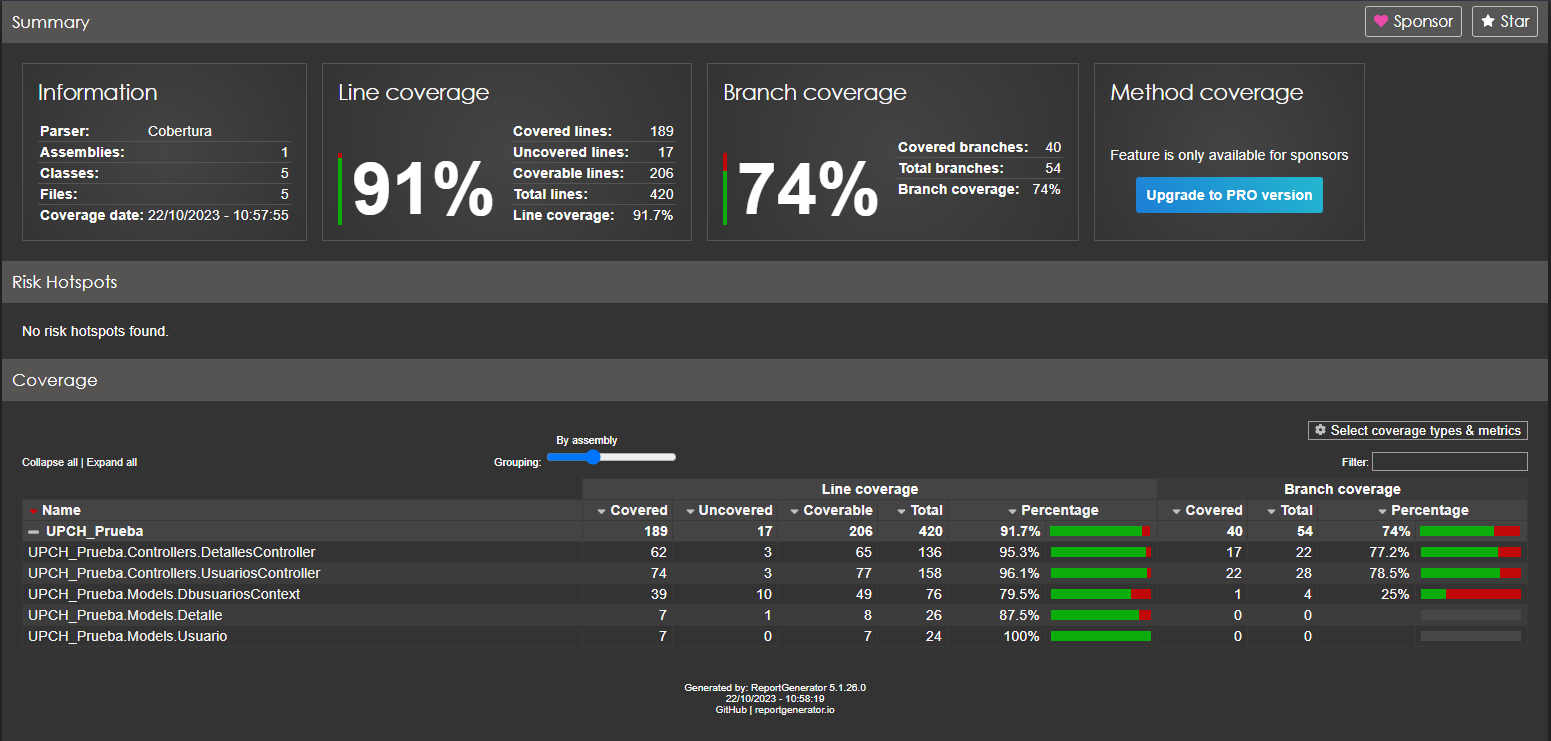 Summary Sponsor Star
Information
Parser: Cobertura
Assemblies: 1
Classes: 5
Files: 5
Coverage date: 22/10/2023 - 10:57:55
Line coverage
91%
Covered lines: 189
Uncovered lines: 17
Coverable lines: 206
Total lines: 420
Line coverage: 91.7%
Branch coverage
74%
Covered branches: 40
Total branches: 54
Branch coverage: 74%
Method coverage
Feature is only available for sponsors
Upgrade to PRO version
Risk Hotspots
No risk hotspots found.
Coverage
Select coverage types & metrics
Collapse all | Expand all
By assembly
Grouping:
Filter:
Line coverage Branch coverage
Name Covered Uncovered Coverable Total Percentage Covered Total Percentage
UPCH_Prueba 189 17 206 420 91.7% 40 54 74%
UPCH_Prueba.Controllers.DetallesController 62 3 65 136 95.3% 17 22 77.2%
UPCH_Prueba.Controllers.UsuariosController 74 3 77 158 96.1% 22 28 78.5%
UPCH_Prueba.Models.DbusuariosContext 39 10 49 76 79.5% 1 4 25%
UPCH_Prueba.Models.Detalle 7 1 8 26 87.5% 0 0
UPCH_Prueba.Models.Usuario 7 0 7 24 100% 0 0
Generated by: ReportGenerator 5.1.26.0
22/10/2023 - 10:58:19
GitHub | reportgenerator.io